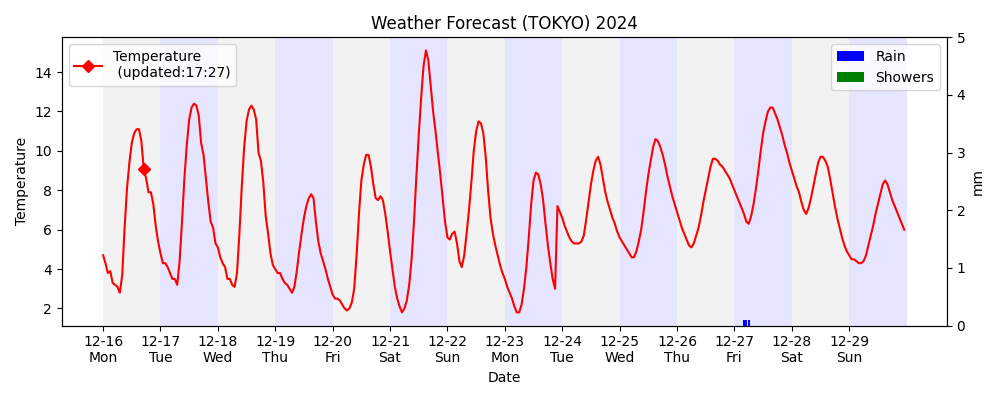 Weather Forecast (TOKYO) 2024
Temperature
(updated:17:27)
Rain
Showers
Temperature
14
12
10
8
6
4
2
5
4
3
2
1
0
mm
12-16 12-17 12-18 12-19 12-20 12-21 12-22 12-23 12-24 12-25 12-26 12-27 12-28 12-29
Mon Tue Wed Thu Fri Sat Sun Mon Tue Wed Thu Fri Sat Sun
Date